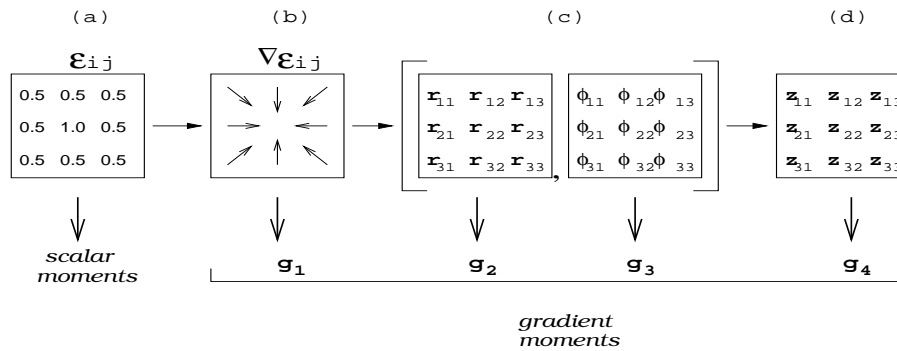 (a) (b) (c) (d)
εij ∇εij
0.5 0.5 0.5 r11 r12 r13 ϕ11 ϕ12 ϕ13 z11 z12 z11
0.5 1.0 0.5 r21 r22 r23 ϕ21 ϕ22 ϕ23 z21 z22 z23
0.5 0.5 0.5 r31 r32 r33 , ϕ31 ϕ32 ϕ33 z31 z32 z33
scalar moments g1 g2 g3 g4
gradient
moments